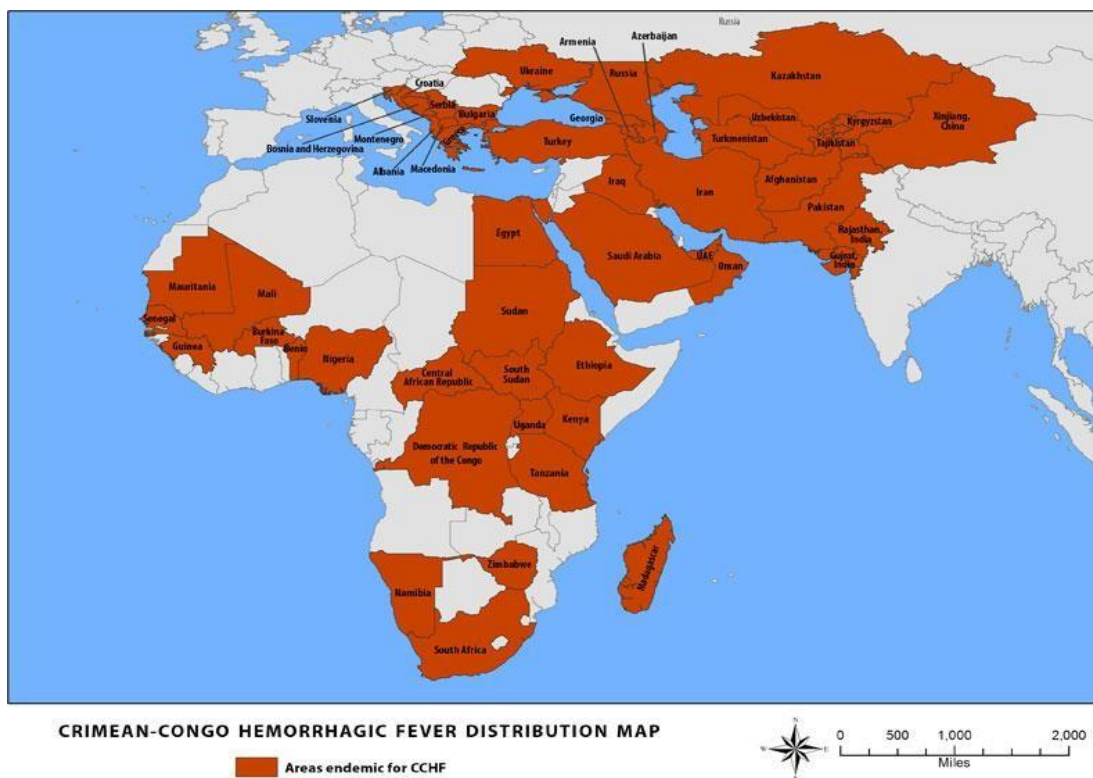 Russia
Armenia
Azerbaijan
Ukraine
Russia
Kazakhstan
Croatia
Serbia
Bulgaria
Slovenia
Georgia
Uzbekistan
Kyrgyzstan
Xinjiang,
China
Bosnia and Herzegovina
Montenegro
Greece
Turkey
Turkmenistan
Tajikistan
Albania
Macedonia
Iraq
Iran
Afghanistan
Pakistan
Egypt
Saudi Arabia
UAE
Oman
Rajasthan,
India
Gujrat,
India
Mauritania
Mali
Senegal
Burkina
Faso
Guinea
Benin
Nigeria
Sudan
Central
African Republic
South
Sudan
Ethiopia
Uganda
Kenya
Democratic Republic
of the Congo
Tanzania
Zimbabwe
Namibia
Madagascar
South Africa
CRIMEAN-CONGO HEMORRHAGIC FEVER DISTRIBUTION MAP
Areas endemic for CCHF
N
W
E
S
0 500 1,000 2,000
Miles